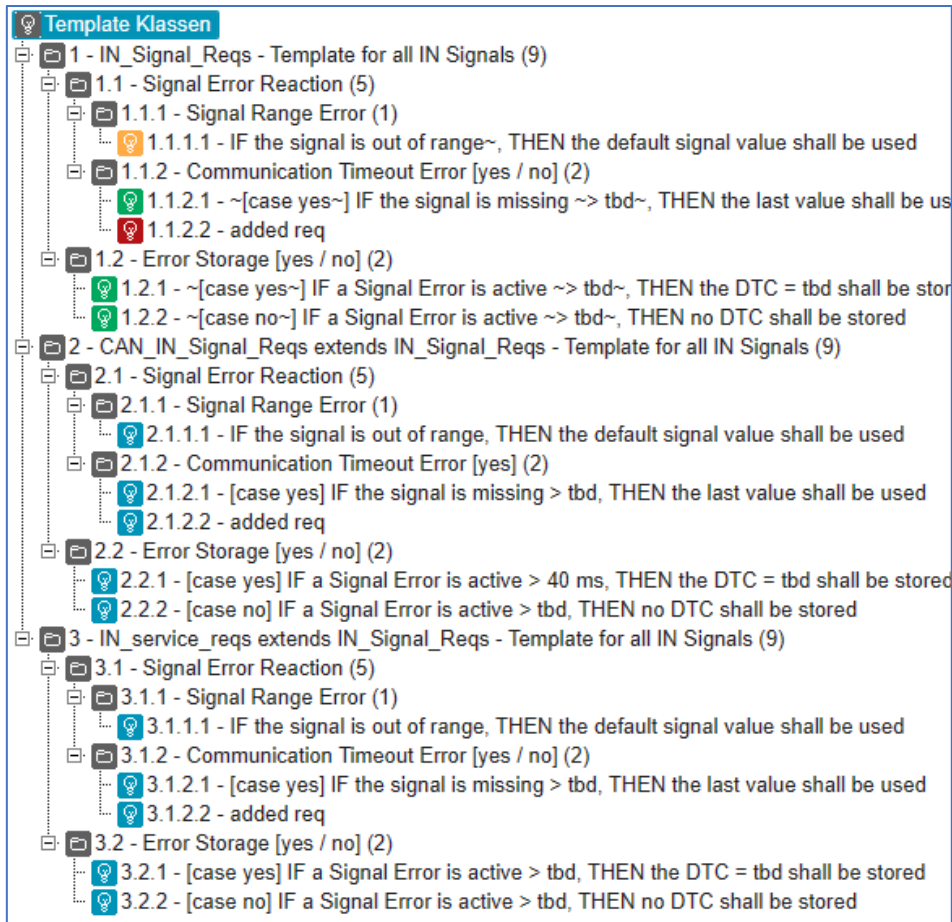 Template Klassen
1 - IN_Signal_Reqs - Template for all IN Signals (9)
1.1 - Signal Error Reaction (5)
1.1.1 - Signal Range Error (1)
1.1.1.1 - IF the signal is out of range~, THEN the default signal value shall be used
1.1.2 - Communication Timeout Error [yes / no] (2)
1.1.2.1 - ~[case yes~] IF the signal is missing ~> tbd~, THEN the last value shall be us
1.1.2.2 - added req
1.2 - Error Storage [yes / no] (2)
1.2.1 - ~[case yes~] IF a Signal Error is active ~> tbd~, THEN the DTC = tbd shall be stor
1.2.2 - ~[case no~] IF a Signal Error is active ~> tbd~, THEN no DTC shall be stored
2 - CAN_IN_Signal_Reqs extends IN_Signal_Reqs - Template for all IN Signals (9)
2.1 - Signal Error Reaction (5)
2.1.1 - Signal Range Error (1)
2.1.1.1 - IF the signal is out of range, THEN the default signal value shall be used
2.1.2 - Communication Timeout Error [yes] (2)
2.1.2.1 - [case yes] IF the signal is missing > tbd, THEN the last value shall be used
2.1.2.2 - added req
2.2 - Error Storage [yes / no] (2)
2.2.1 - [case yes] IF a Signal Error is active > 40 ms, THEN the DTC = tbd shall be stored
2.2.2 - [case no] IF a Signal Error is active > tbd, THEN no DTC shall be stored
3 - IN_service_reqs extends IN_Signal_Reqs - Template for all IN Signals (9)
3.1 - Signal Error Reaction (5)
3.1.1 - Signal Range Error (1)
3.1.1.1 - IF the signal is out of range, THEN the default signal value shall be used
3.1.2 - Communication Timeout Error [yes / no] (2)
3.1.2.1 - [case yes] IF the signal is missing > tbd, THEN the last value shall be used
3.1.2.2 - added req
3.2 - Error Storage [yes / no] (2)
3.2.1 - [case yes] IF a Signal Error is active > tbd, THEN the DTC = tbd shall be stored
3.2.2 - [case no] IF a Signal Error is active > tbd, THEN no DTC shall be stored